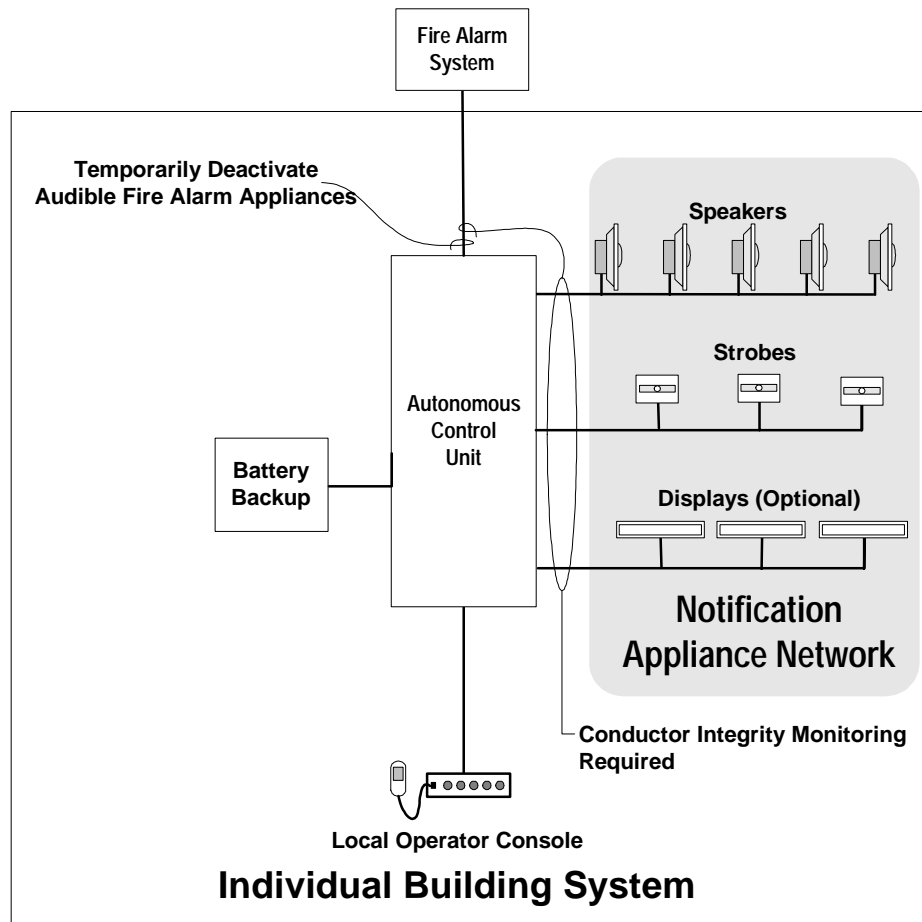 Fire Alarm
System
Temporarily Deactivate
Audible Fire Alarm Appliances
Speakers
Strobes
Autonomous
Control
Unit
Battery
Backup
Displays (Optional)
Notification
Appliance Network
Conductor Integrity Monitoring
Required
Local Operator Console
Individual Building System